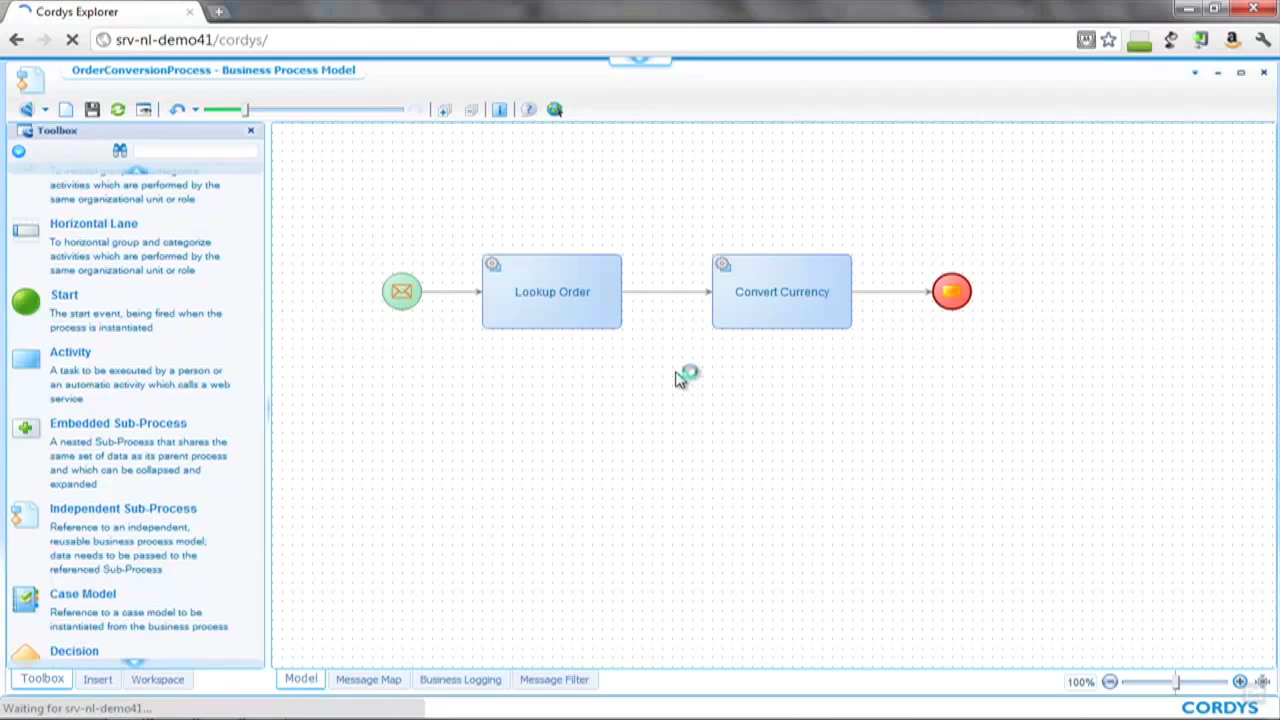 Cordys Explorer
srv-nl-demo41/cordys/
OrderConversionProcess - Business Process Model
Toolbox
activities which are performed by the
same organizational unit or role
Horizontal Lane
To horizontal group and categorize
activities which are performed by the
same organizational unit or role
Start
The start event, being fired when the
process is instantiated
Activity
A task to be executed by a person or
an automatic activity which calls a web
service
Embedded Sub-Process
A nested Sub-Process that shares the
same set of data as its parent process
and which can be collapsed and
expanded
Independent Sub-Process
Reference to an independent,
reusable business process model;
data needs to be passed to the
referenced Sub-Process
Case Model
Reference to a case model to be
instantiated from the business process
Decision
Lookup Order
Convert Currency
Toolbox Insert Workspace
Model Message Map Business Logging Message Filter
100%
Waiting for srv-nl-demo41...
CORDYS